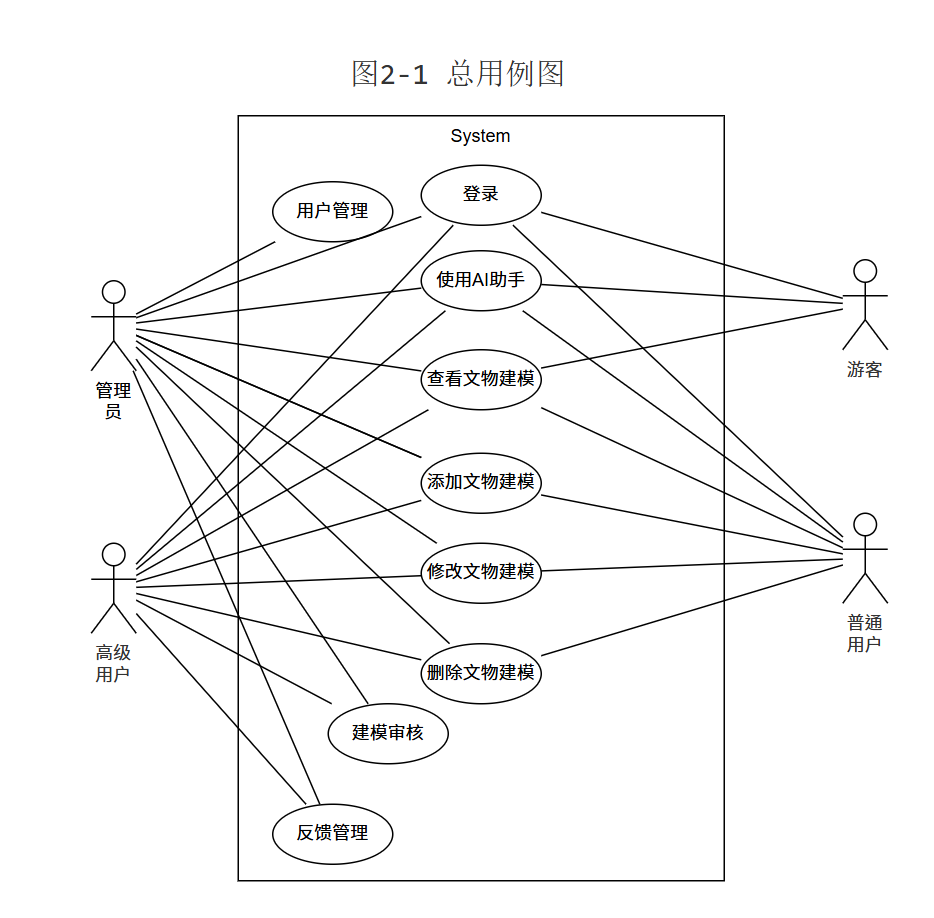 图2-1 总用例图
System
登录
用户管理
使用AI助手
查看文物建模
游客
管理
员
添加文物建模
修改文物建模
普通
用户
高级
用户
删除文物建模
建模审核
反馈管理